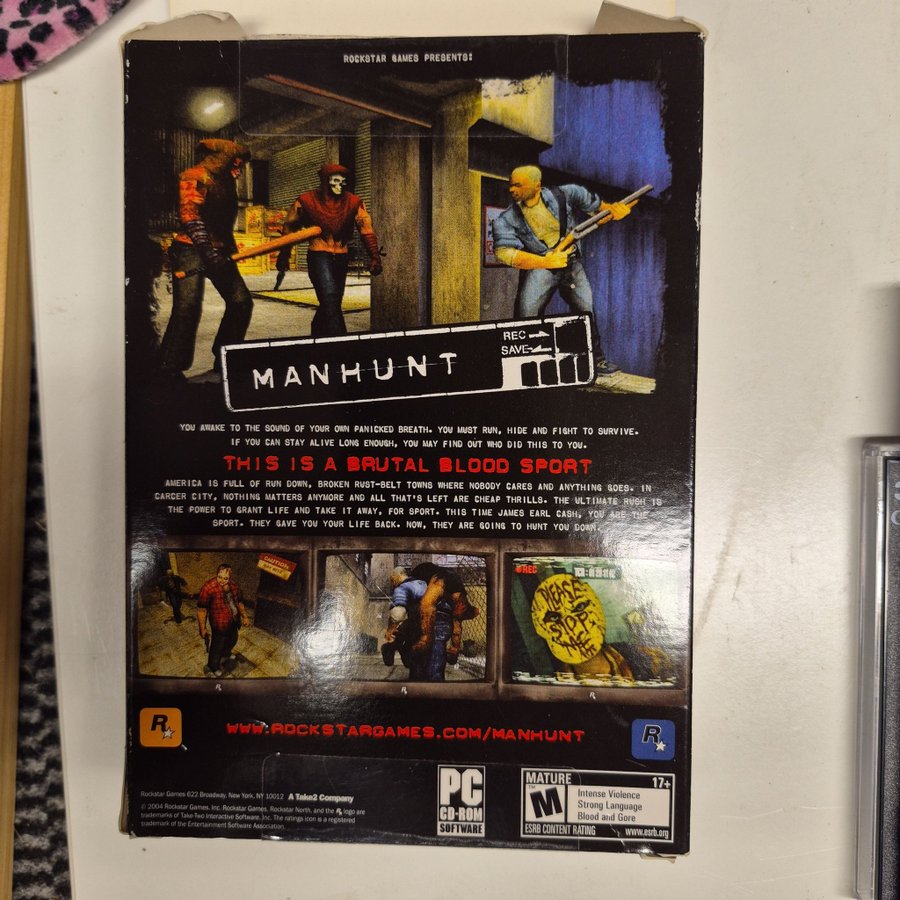 ROCKSTAR GAMES PRESENTS:
REC
SAVE
MANHUNT
YOU AWAKE TO THE SOUND OF YOUR OWN PANICKED BREATH. YOU MUST RUN, HIDE AND FIGHT TO SURVIVE.
IF YOU CAN STAY ALIVE LONG ENOUGH, YOU MAY FIND OUT WHO DID THIS TO YOU.
THIS IS A BRUTAL BLOOD SPORT
AMERICA IS FULL OF RUN DOWN, BROKEN RUST-BELT TOWNS WHERE NOBODY CARES AND ANYTHING GOES. IN
CARCER CITY, NOTHING MATTERS ANYMORE AND ALL THAT'S LEFT ARE CHEAP THRILLS. THE ULTIMATE RUSH IS
THE POWER TO GRANT LIFE AND TAKE IT AWAY, FOR SPORT. THIS TIME JAMES EARL CASH, YOU ARE THE
SPORT. THEY GAVE YOU YOUR LIFE BACK. NOW, THEY ARE GOING TO HUNT YOU DOWN.
CAUTION
REC
PLEASE
STOP
ME
WWW.ROCKSTARGAMES.COM/MANHUNT
R
R
Rockstar Games 622 Broadway, New York, NY 10012 A Take2 Company
© 2004 Rockstar Games, Inc. Rockstar Games, Rockstar North, and the R logo are
trademarks of Take-Two Interactive Software, Inc. The ratings icon is a registered
trademark of the Entertainment Software Association.
PC
CD-ROM
SOFTWARE
MATURE 17+
M
TM
Intense Violence
Strong Language
Blood and Gore
ESRB CONTENT RATING www.esrb.org